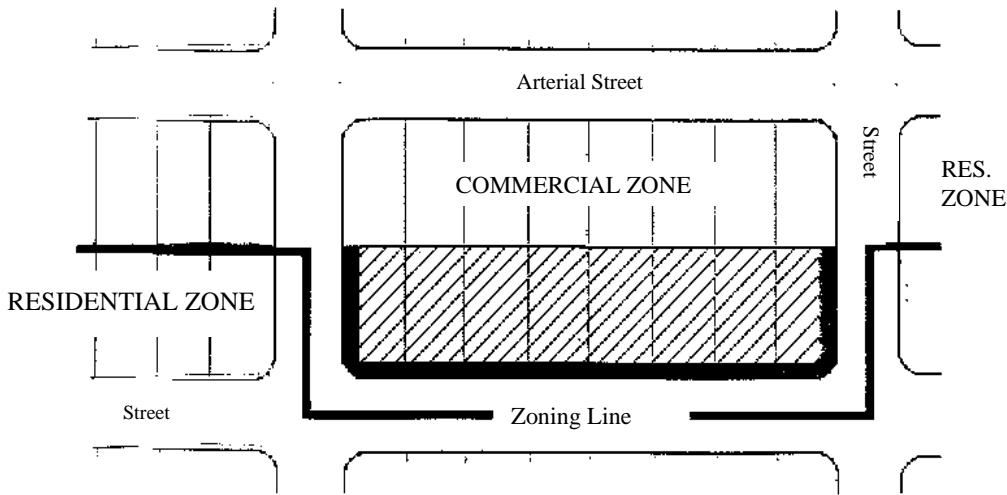 Arterial Street
Street
COMMERCIAL ZONE
RES.
ZONE
RESIDENTIAL ZONE
Street
Zoning Line